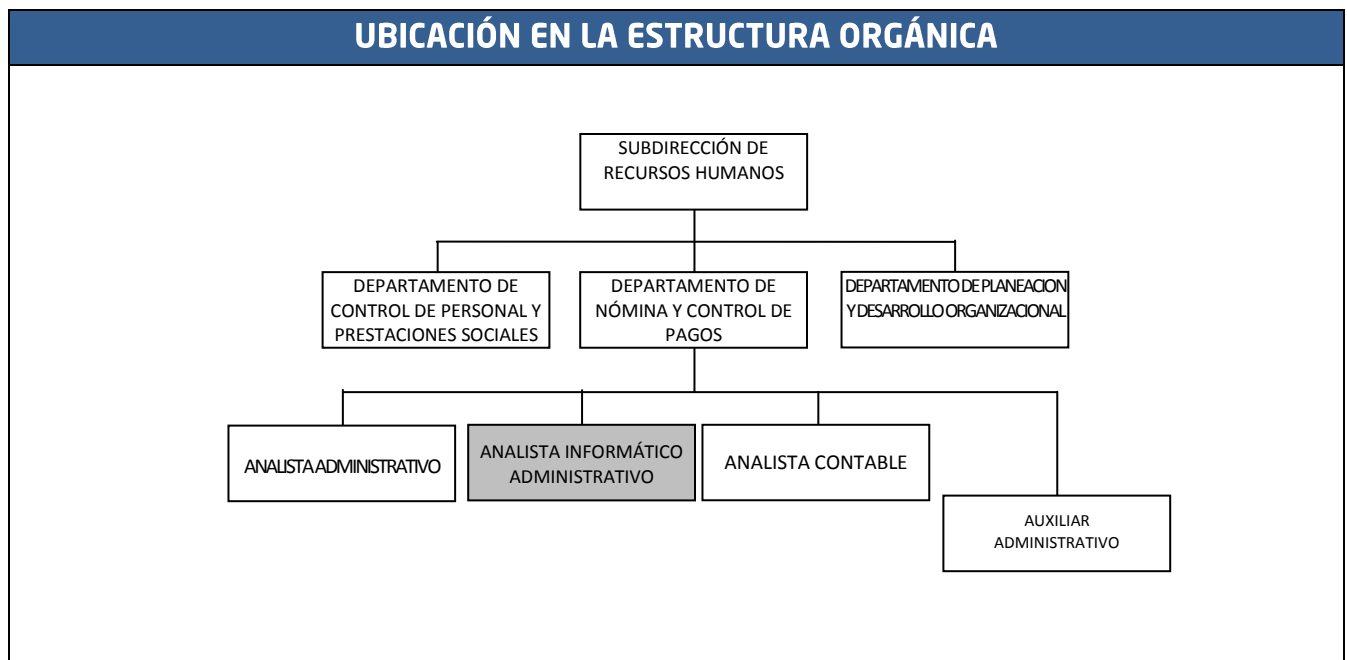 UBICACIÓN EN LA ESTRUCTURA ORGÁNICA
SUBDIRECCIÓN DE
RECURSOS HUMANOS
DEPARTAMENTO DE
CONTROL DE PERSONAL Y
PRESTACIONES SOCIALES
DEPARTAMENTO DE
NÓMINA Y CONTROL DE
PAGOS
DEPARTAMENTO DE PLANEACION
Y DESARROLLO ORGANIZACIONAL
ANALISTA ADMINISTRATIVO
ANALISTA INFORMÁTICO
ADMINISTRATIVO
ANALISTA CONTABLE
AUXILIAR
ADMINISTRATIVO